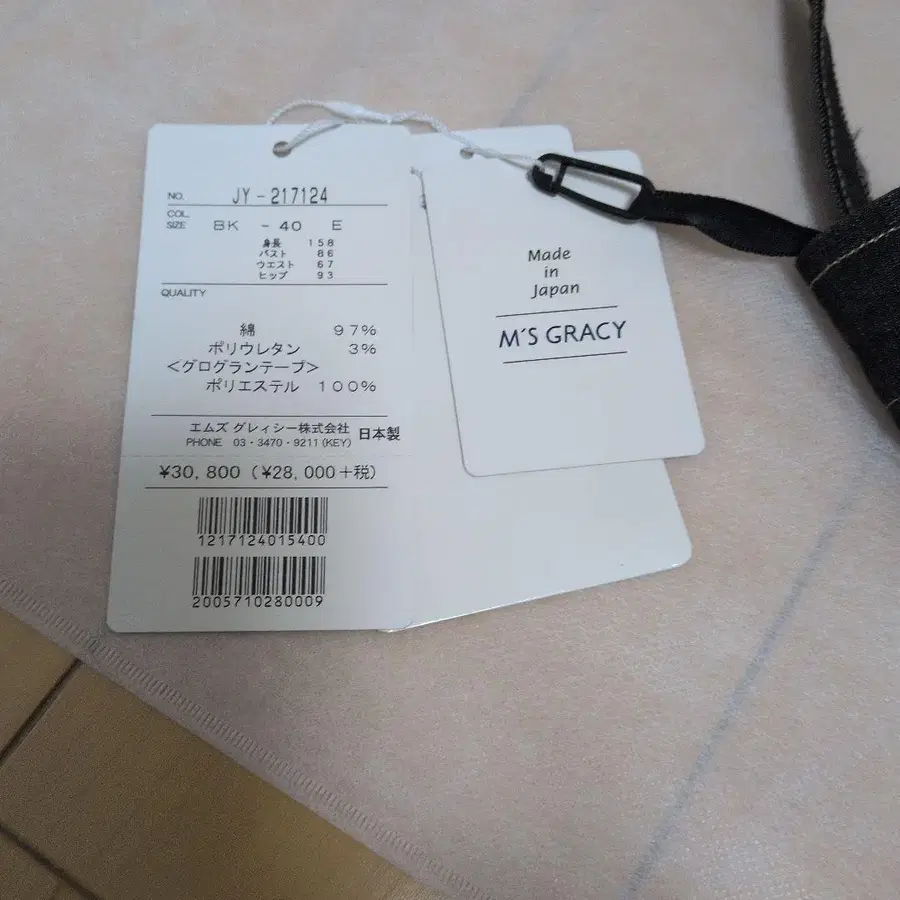 NO. JY-217124
COL.
SIZE BK - 40 E
身長 158
バスト 86
ウエスト 67
ヒップ 93
QUALITY
綿 97%
ポリウレタン 3%
<グログランテープ>
ポリエステル 100%
エムズ グレィシー株式会社
PHONE 03・3470・9211(KEY) 日本製
¥30,800 (¥28,000+税)
1217124015400
2005710280009
Made
in
Japan
M'S GRACY